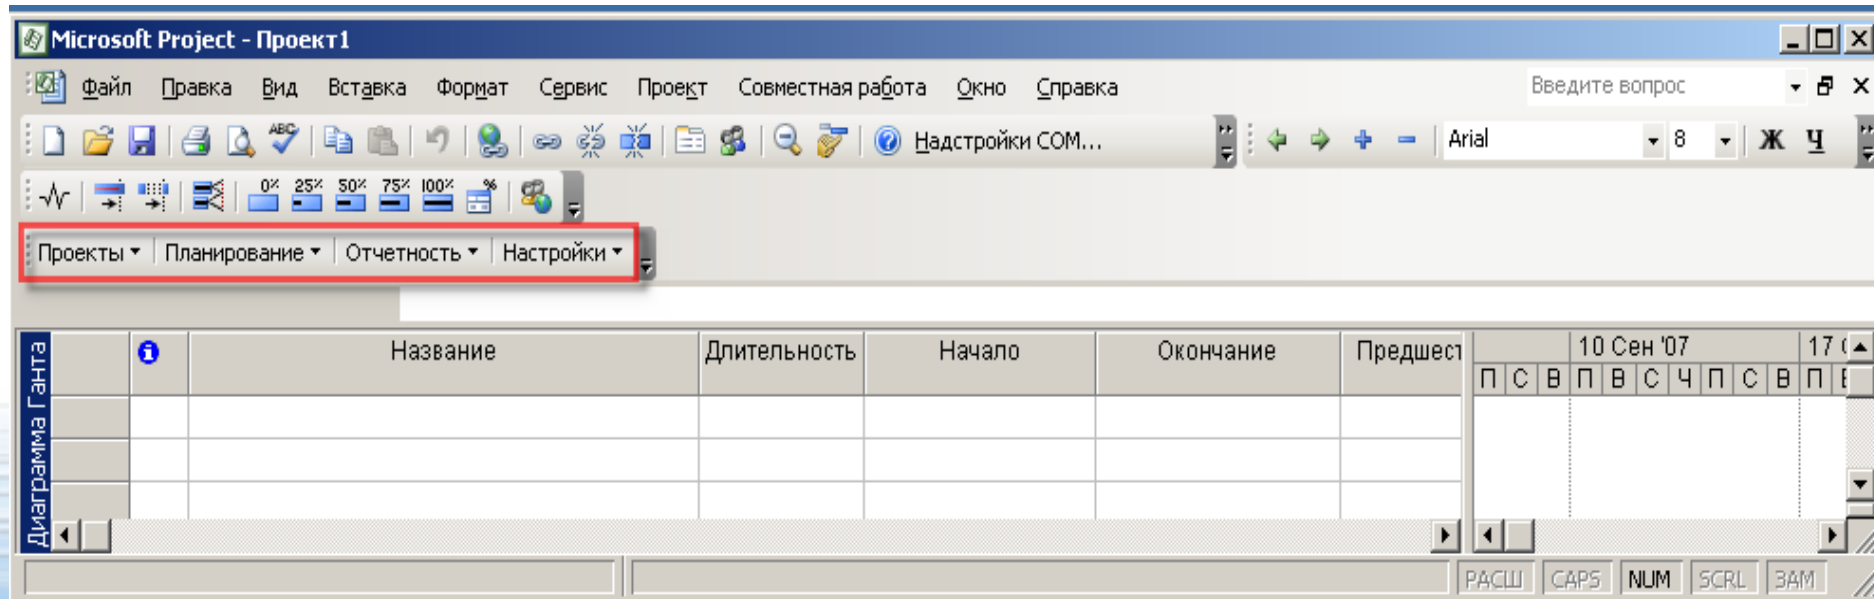 Microsoft Project - Проект1
Файл Правка Вид Вставка Формат Сервис Проект Совместная работа Окно Справка Введите вопрос
ABC Надстройки COM... Arial 8 Ж Ч
0% 25% 50% 75% 100% %
Проекты Планирование Отчетность Настройки
Название Длительность Начало Окончание Предшест 10 Сен '07 17
П С В П В С Ч П С В П
Диаграмма Ганта
РАСШ CAPS NUM SCRL ЗАМ